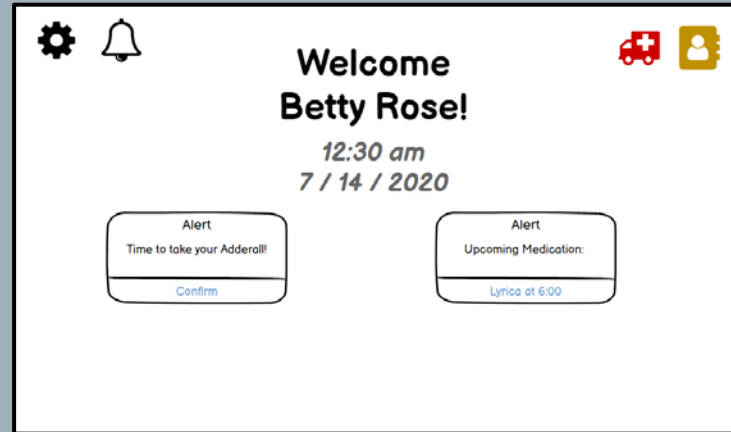 Welcome
Betty Rose!
12:30 am
7 / 14 / 2020
Alert
Time to take your Adderall!
Confirm
Alert
Upcoming Medication:
Lyrica at 6:00